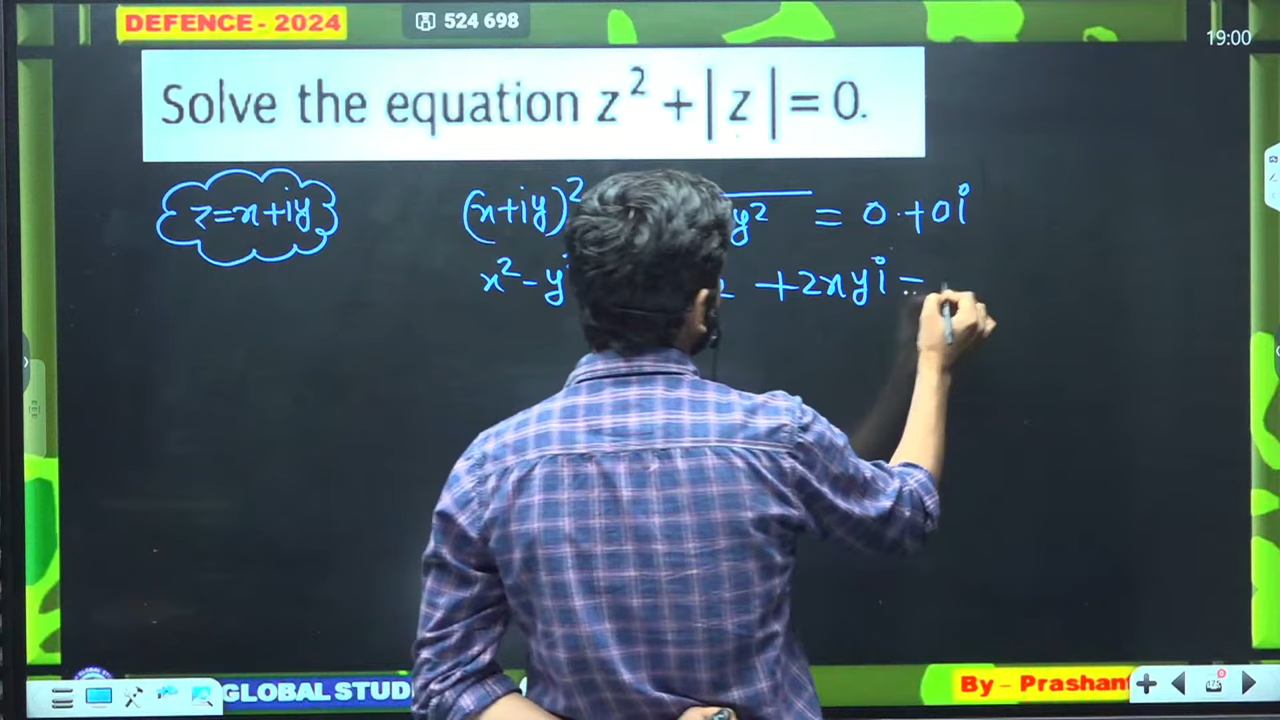 DEFENCE - 2024
524 698
19:00
Solve the equation z² + | z | = 0.
z=x+iy
(x+iy)² y² = 0 + 0i
x² - y +2xyi =
GLOBAL STUD
By - Prashant